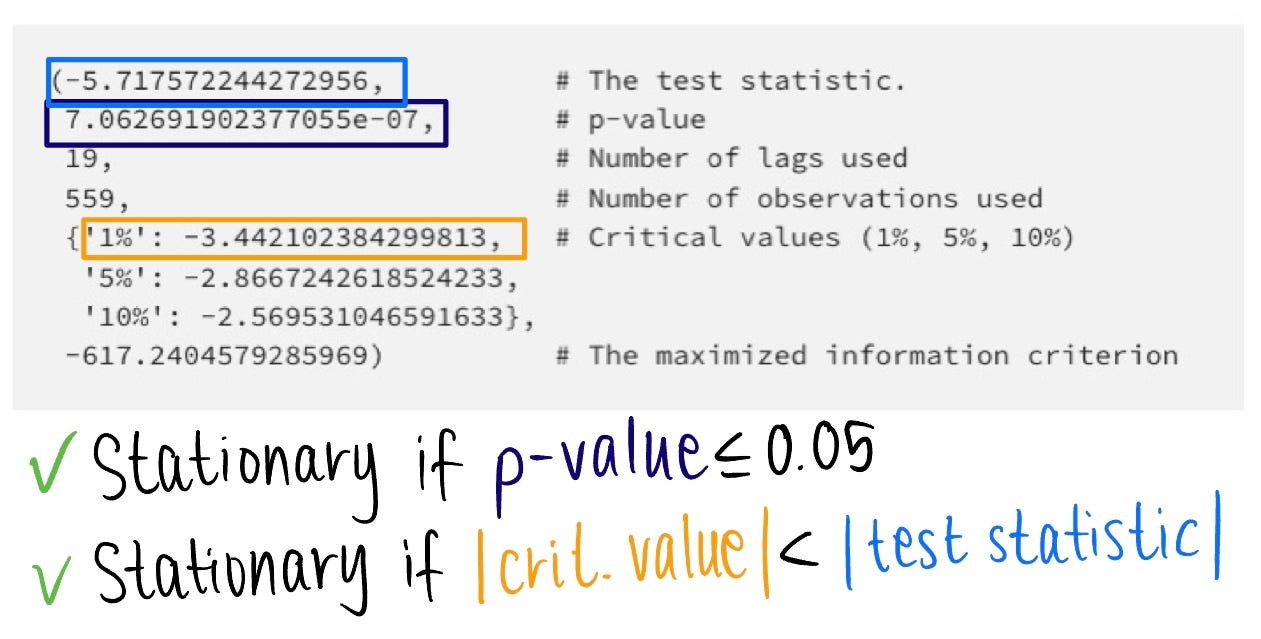 (-5.717572244272956, # The test statistic.
7.062691902377055e-07, # p-value
19, # Number of lags used
559, # Number of observations used
{'1%': -3.442102384299813, # Critical values (1%, 5%, 10%)
'5%': -2.8667242618524233,
'10%': -2.569531046591633},
-617.2404579285969) # The maximized information criterion
✓ Stationary if p-value ≤ 0.05
✓ Stationary if |crit. value| < |test statistic|